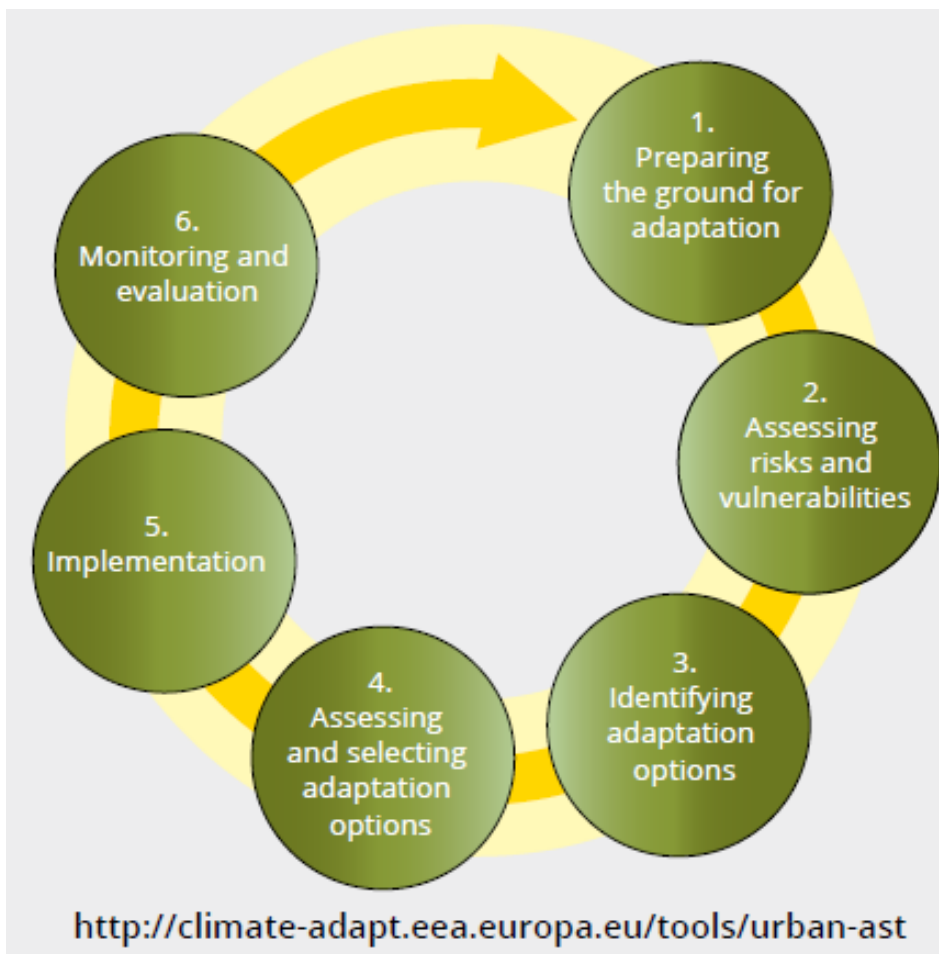 1.
Preparing
the ground for
adaptation
2.
Assessing
risks and
vulnerabilities
3.
Identifying
adaptation
options
4.
Assessing
and selecting
adaptation
options
5.
Implementation
6.
Monitoring and
evaluation
http://climate-adapt.eea.europa.eu/tools/urban-ast